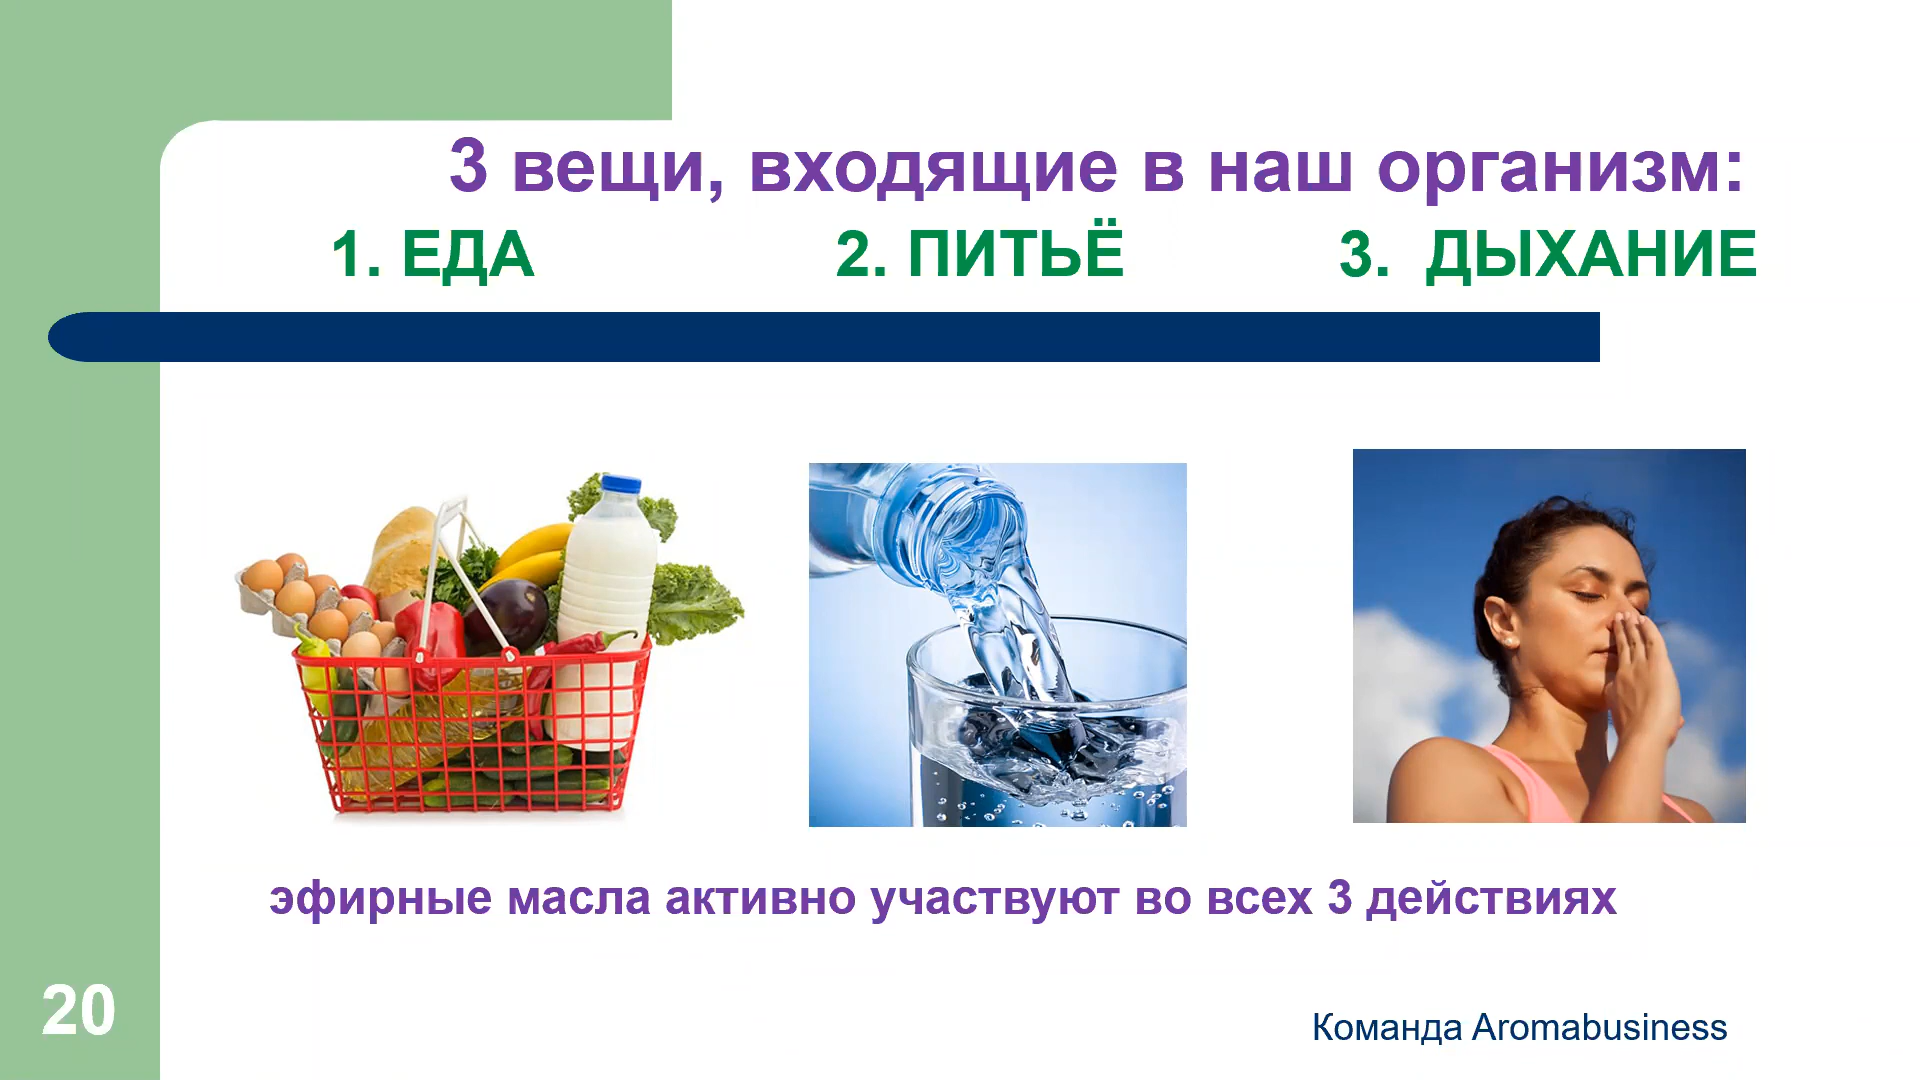 3 вещи, входящие в наш организм:
1. ЕДА 2. ПИТЬЁ 3. ДЫХАНИЕ
эфирные масла активно участвуют во всех 3 действиях
20
Команда Aromabusiness